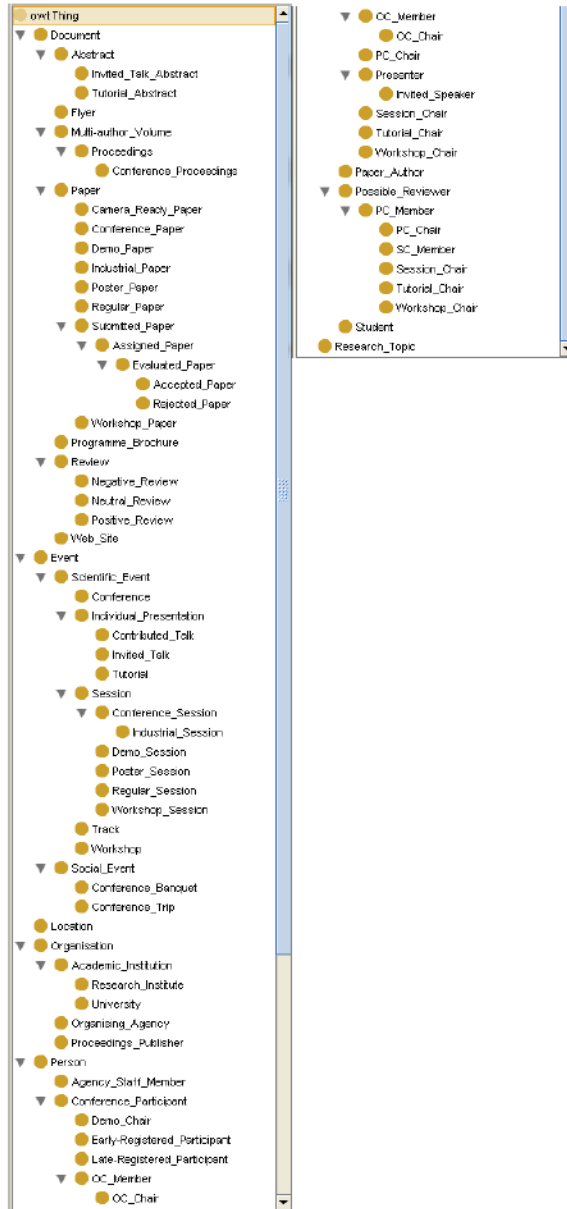 owl:Thing
Document
Abstract
Invited_Talk_Abstract
Tutorial_Abstract
Flyer
Multi-author_Volume
Proceedings
Conference_Proceedings
Paper
Camera_Ready_Paper
Conference_Paper
Demo_Paper
Industrial_Paper
Poster_Paper
Regular_Paper
Submitted_Paper
Assigned_Paper
Evaluated_Paper
Accepted_Paper
Rejected_Paper
Workshop_Paper
Programme_Brochure
Review
Negative_Review
Neutral_Review
Positive_Review
Web_Site
Event
Scientific_Event
Conference
Individual_Presentation
Contributed_Talk
Invited_Talk
Tutorial
Session
Conference_Session
Industrial_Session
Demo_Session
Poster_Session
Regular_Session
Workshop_Session
Track
Workshop
Social_Event
Conference_Banquet
Conference_Trip
Location
Organisation
Academic_Institution
Research_Institute
University
Organising_Agency
Proceedings_Publisher
Person
Agency_Staff_Member
Conference_Participant
Demo_Chair
Early-Registered_Participant
Late-Registered_Participant
OC_Member
OC_Chair
OC_Member
OC_Chair
PC_Chair
Presenter
Invited_Speaker
Session_Chair
Tutorial_Chair
Workshop_Chair
Paper_Author
Possible_Reviewer
PC_Member
PC_Chair
SC_Member
Session_Chair
Tutorial_Chair
Workshop_Chair
Student
Research_Topic